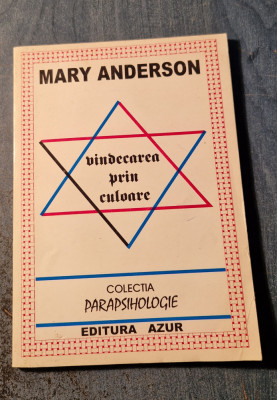 MARY ANDERSON
vindecarea
prin
culoare
COLECTIA
PARAPSIHOLOGIE
EDITURA AZUR